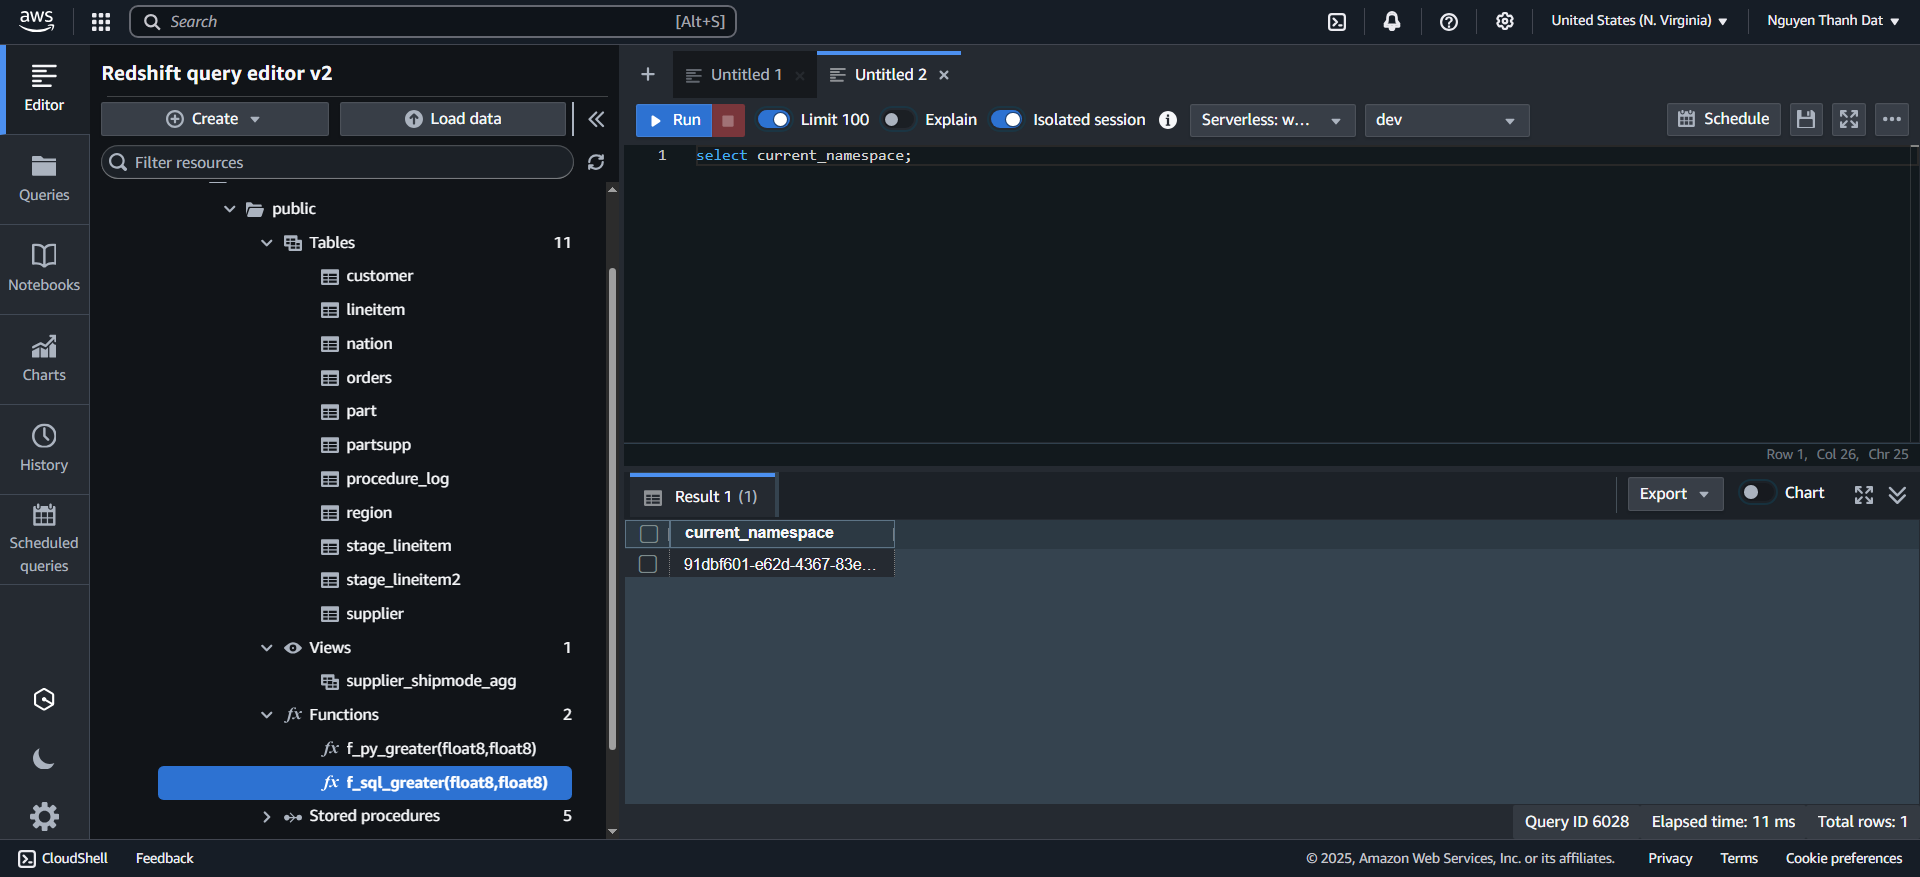 aws
Search
[Alt+S]
United States (N. Virginia)
Nguyen Thanh Dat
Editor
Queries
Notebooks
Charts
History
Scheduled
queries
Redshift query editor v2
Create
Load data
Filter resources
public
Tables 11
customer
lineitem
nation
orders
part
partsupp
procedure_log
region
stage_lineitem
stage_lineitem2
supplier
Views 1
supplier_shipmode_agg
fx Functions 2
fx f_py_greater(float8,float8)
fx f_sql_greater(float8,float8)
Stored procedures 5
Untitled 1
Untitled 2
Run
Limit 100
Explain
Isolated session
Serverless: w...
dev
Schedule
1 select current_namespace;
Row 1, Col 26, Chr 25
Result 1 (1)
Export
Chart
current_namespace
91dbf601-e62d-4367-83e...
Query ID 6028 Elapsed time: 11 ms Total rows: 1
CloudShell
Feedback
© 2025, Amazon Web Services, Inc. or its affiliates.
Privacy
Terms
Cookie preferences